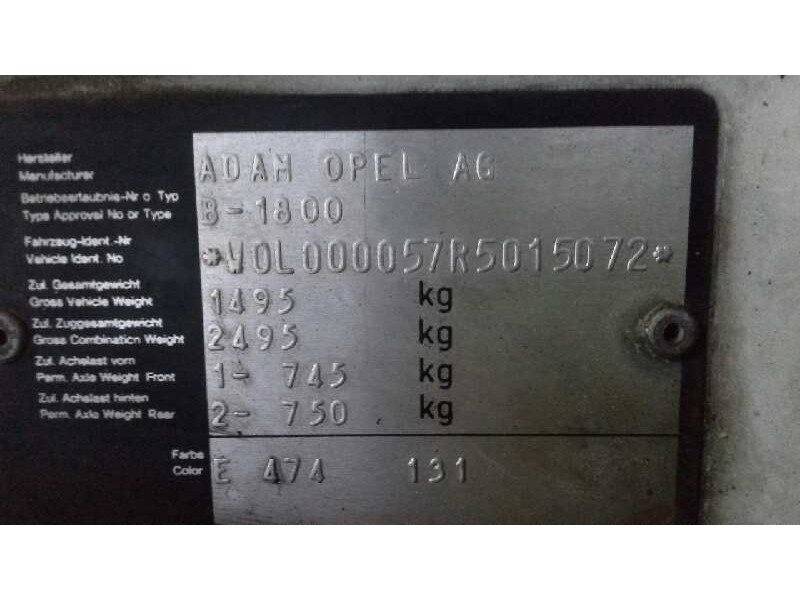 Hersteller
Manufacturer ADAM OPEL AG
Betriebserlaubnis-Nr o Typ
Type Approval No or Type B-1800
Fahrzeug-Ident.-Nr
Vehicle Ident. No *W0L000057R5015072*
Zul. Gesamtgewicht
Gross Vehicle Weight 1495 kg
Zul. Zuggesamtgewicht
Gross Combination Weight 2495 kg
Zul. Achslast vorn
Perm. Axle Weight Front 1- 745 kg
Zul. Achslast hinten
Perm. Axle Weight Rear 2- 750 kg
Farbe
Color E 474 131